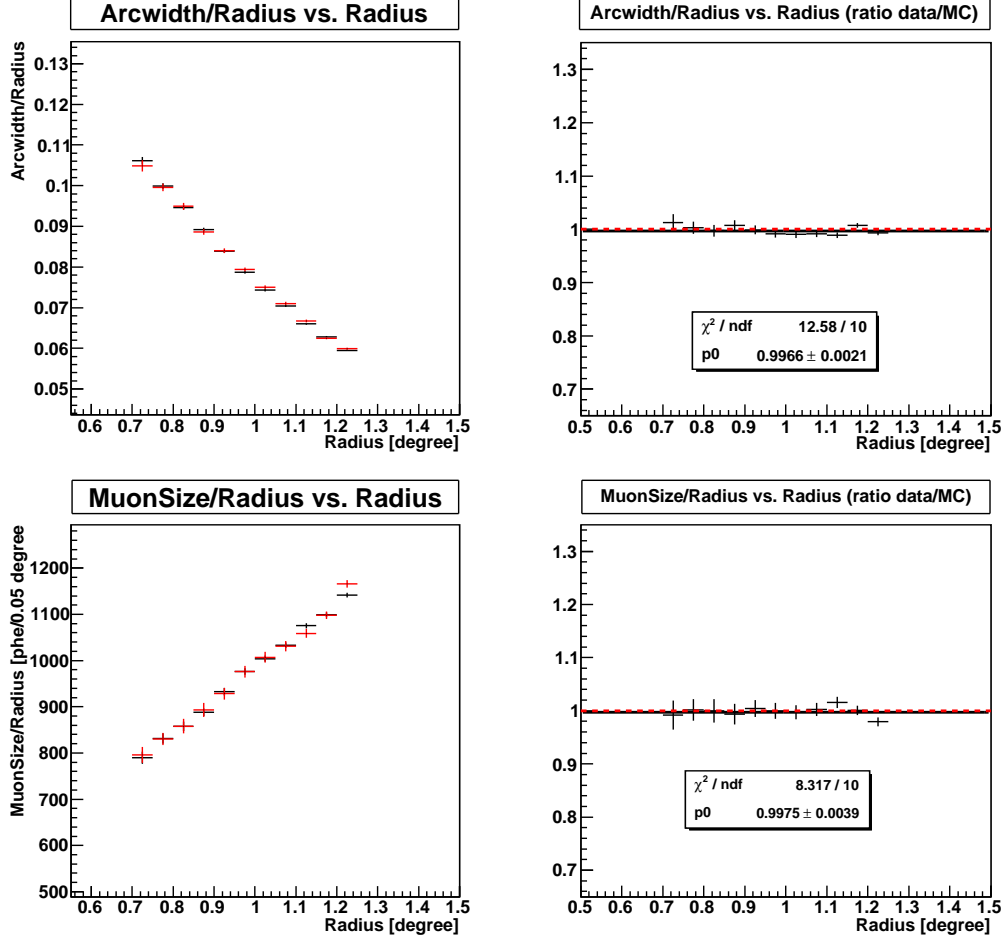 Arcwidth/Radius vs. Radius
Arcwidth/Radius
0.13
0.12
0.11
0.1
0.09
0.08
0.07
0.06
0.05
0.6 0.7 0.8 0.9 1 1.1 1.2 1.3 1.4 1.5
Radius [degree]
Arcwidth/Radius vs. Radius (ratio data/MC)
1.3
1.2
1.1
1
0.9
0.8
0.7
χ² / ndf 12.58 / 10
p0 0.9966 ± 0.0021
0.5 0.6 0.7 0.8 0.9 1 1.1 1.2 1.3 1.4 1.5
Radius [degree]
MuonSize/Radius vs. Radius
MuonSize/Radius [phe/0.05 degree
1200
1100
1000
900
800
700
600
500
0.6 0.7 0.8 0.9 1 1.1 1.2 1.3 1.4 1.5
Radius [degree]
MuonSize/Radius vs. Radius (ratio data/MC)
1.3
1.2
1.1
1
0.9
0.8
0.7
χ² / ndf 8.317 / 10
p0 0.9975 ± 0.0039
0.5 0.6 0.7 0.8 0.9 1 1.1 1.2 1.3 1.4 1.5
Radius [degree]